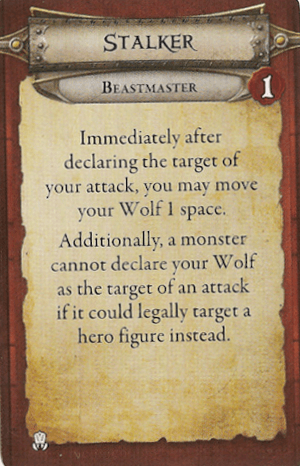 STALKER
BEASTMASTER
1
Immediately after
declaring the target of
your attack, you may move
your Wolf 1 space.
Additionally, a monster
cannot declare your Wolf
as the target of an attack
if it could legally target a
hero figure instead.